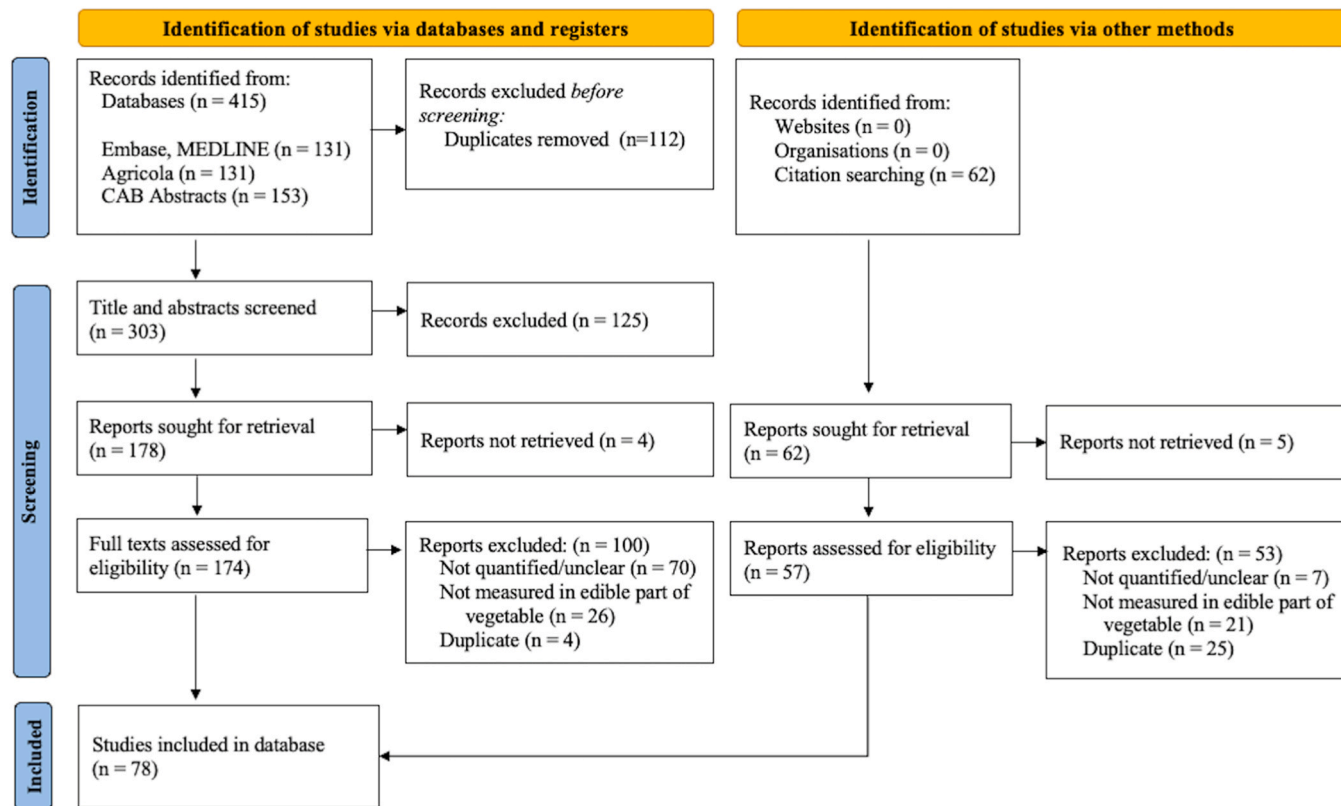 Identification of studies via databases and registers
Identification of studies via other methods
Identification
Records identified from:
Databases (n = 415)
Embase, MEDLINE (n = 131)
Agricola (n = 131)
CAB Abstracts (n = 153)
Records excluded before
screening:
Duplicates removed (n=112)
Records identified from:
Websites (n = 0)
Organisations (n = 0)
Citation searching (n = 62)
Screening
Title and abstracts screened
(n = 303)
Records excluded (n = 125)
Reports sought for retrieval
(n = 178)
Reports not retrieved (n = 4)
Reports sought for retrieval
(n = 62)
Reports not retrieved (n = 5)
Full texts assessed for
eligibility (n = 174)
Reports excluded: (n = 100)
Not quantified/unclear (n = 70)
Not measured in edible part of
vegetable (n = 26)
Duplicate (n = 4)
Reports assessed for eligibility
(n = 57)
Reports excluded: (n = 53)
Not quantified/unclear (n = 7)
Not measured in edible part of
vegetable (n = 21)
Duplicate (n = 25)
Included
Studies included in database
(n = 78)